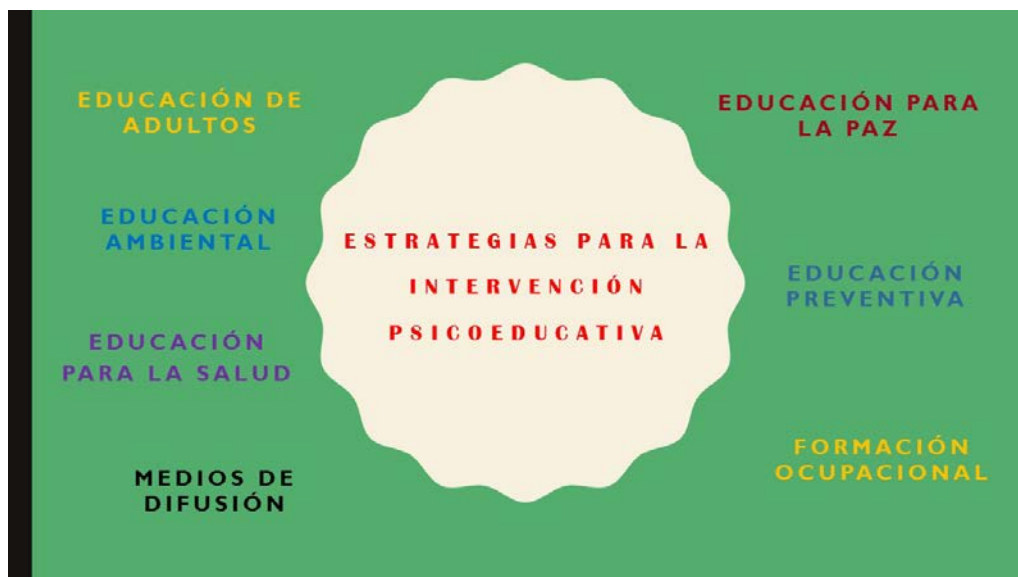 EDUCACIÓN DE
ADULTOS
EDUCACIÓN
AMBIENTAL
EDUCACIÓN
PARA LA SALUD
MEDIOS DE
DIFUSIÓN
ESTRATEGIAS PARA LA
INTERVENCIÓN
PSICOEDUCATIVA
EDUCACIÓN PARA
LA PAZ
EDUCACIÓN
PREVENTIVA
FORMACIÓN
OCUPACIONAL